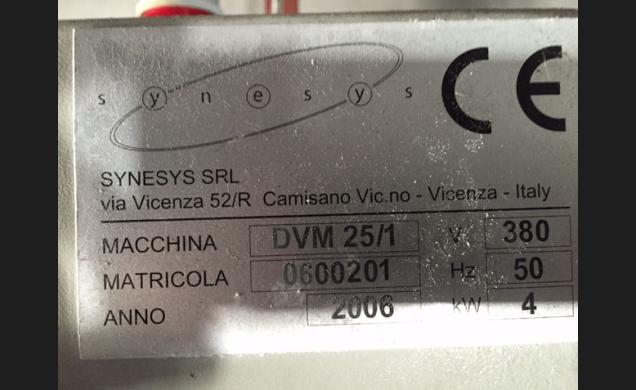 synesys CE
SYNESYS SRL
via Vicenza 52/R Camisano Vic.no - Vicenza - Italy
MACCHINA DVM 25/1 V 380
MATRICOLA 0600201 Hz 50
ANNO 2006 kW 4